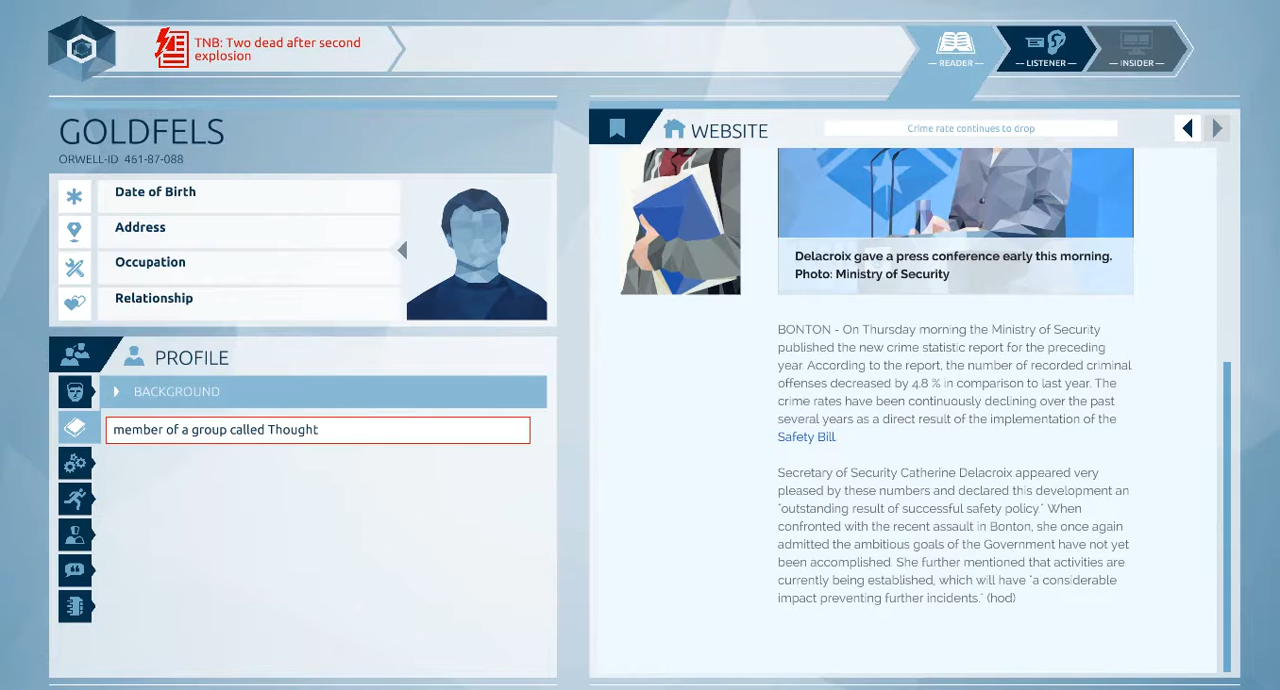 TNB: Two dead after second
explosion
— READER —
— LISTENER —
— INSIDER —
GOLDFELS
ORWELL-ID 461-87-088
Date of Birth
Address
Occupation
Relationship
PROFILE
BACKGROUND
member of a group called Thought
WEBSITE
Crime rate continues to drop
Delacroix gave a press conference early this morning.
Photo: Ministry of Security
BONTON - On Thursday morning the Ministry of Security
published the new crime statistic report for the preceding
year. According to the report, the number of recorded criminal
offenses decreased by 4.8 % in comparison to last year. The
crime rates have been continuously declining over the past
several years as a direct result of the implementation of the
Safety Bill.
Secretary of Security Catherine Delacroix appeared very
pleased by these numbers and declared this development an
"outstanding result of successful safety policy." When
confronted with the recent assault in Bonton, she once again
admitted the ambitious goals of the Government have not yet
been accomplished. She further mentioned that activities are
currently being established, which will have "a considerable
impact preventing further incidents." (hod)